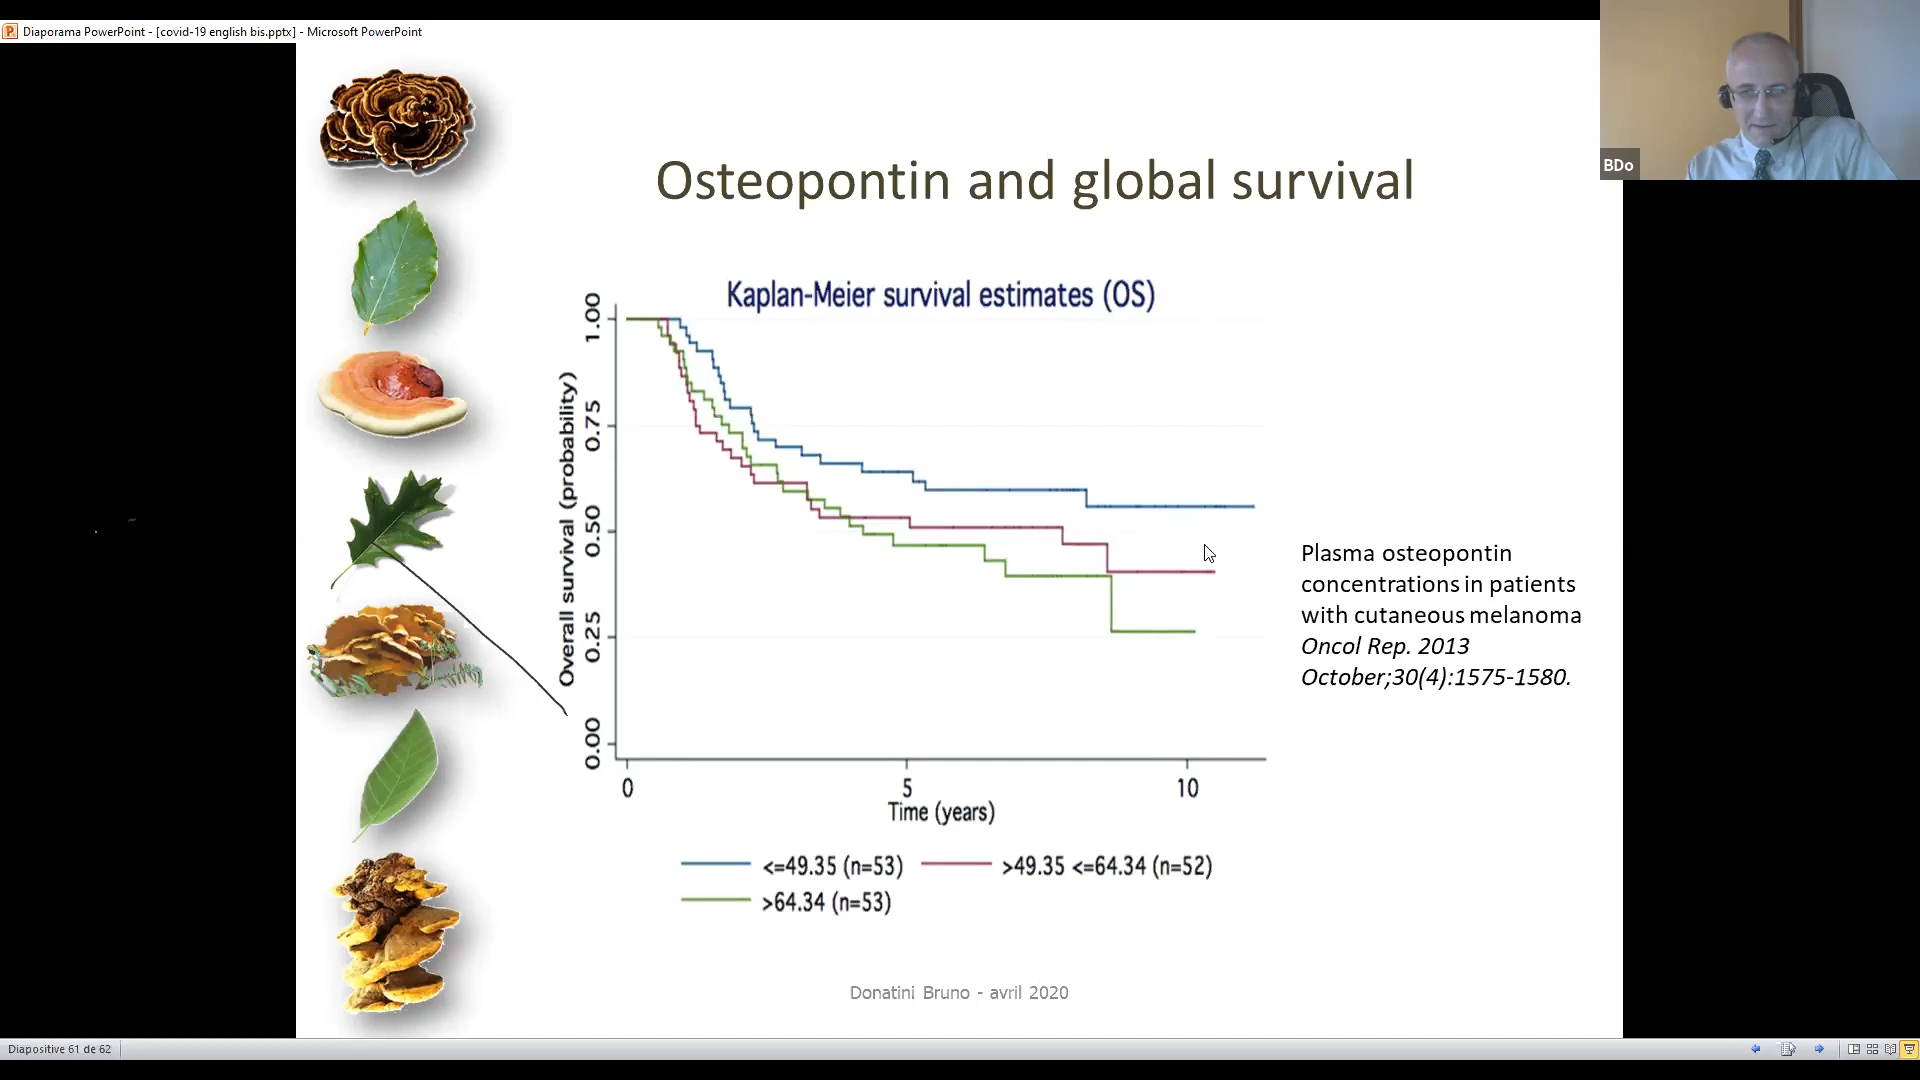 Diaporama PowerPoint - [covid-19 english bis.pptx] - Microsoft PowerPoint
BDo
Osteopontin and global survival
Kaplan-Meier survival estimates (OS)
Overall survival (probability)
1.00
0.75
0.50
0.25
0.00
0
5
10
Time (years)
<=49.35 (n=53)
>49.35 <=64.34 (n=52)
>64.34 (n=53)
Plasma osteopontin
concentrations in patients
with cutaneous melanoma
Oncol Rep. 2013
October;30(4):1575-1580.
Donatini Bruno - avril 2020
Diapositive 61 de 62